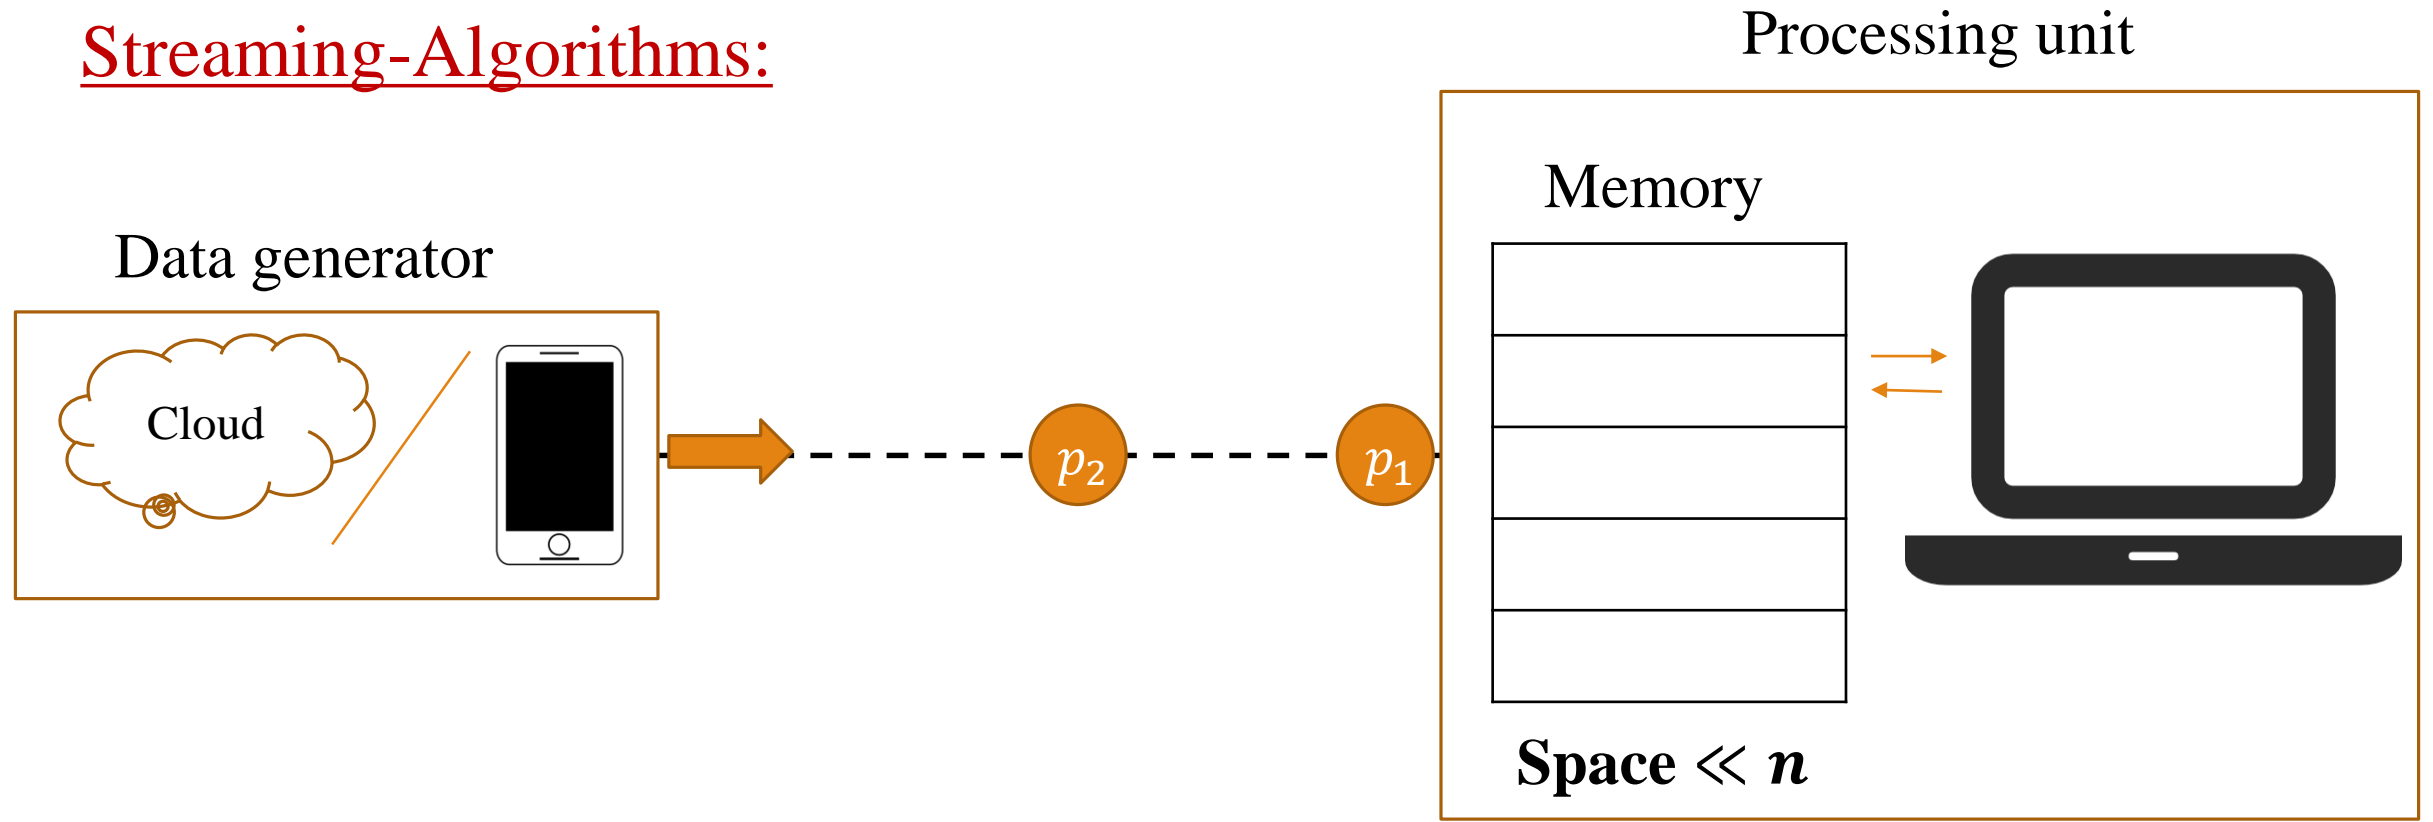 Streaming-Algorithms:
Processing unit
Memory
Data generator
Cloud
p₂
p₁
Space ≪ n